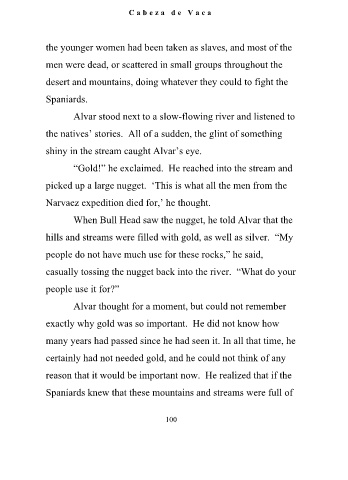 Cabeza de Vaca
the younger women had been taken as slaves, and most of the
men were dead, or scattered in small groups throughout the
desert and mountains, doing whatever they could to fight the
Spaniards.
Alvar stood next to a slow-flowing river and listened to
the natives’ stories.  All of a sudden, the glint of something
shiny in the stream caught Alvar’s eye.
“Gold!” he exclaimed.  He reached into the stream and
picked up a large nugget.  ‘This is what all the men from the
Narvaez expedition died for,’ he thought.
When Bull Head saw the nugget, he told Alvar that the
hills and streams were filled with gold, as well as silver.  “My
people do not have much use for these rocks,” he said,
casually tossing the nugget back into the river.  “What do your
people use it for?”
Alvar thought for a moment, but could not remember
exactly why gold was so important.  He did not know how
many years had passed since he had seen it. In all that time, he
certainly had not needed gold, and he could not think of any
reason that it would be important now.  He realized that if the
Spaniards knew that these mountains and streams were full of
100